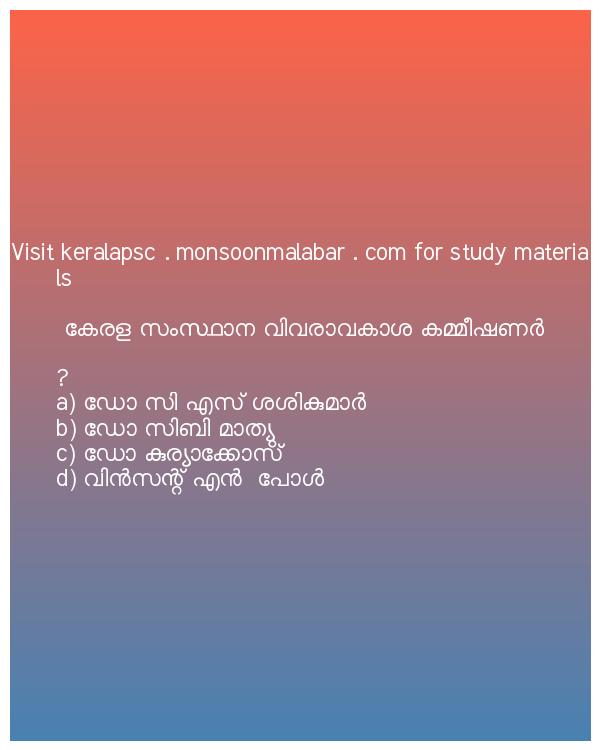 Visit keralapsc . monsoonmalabar . com for study materia
ls
കേരള സംസ്ഥാന വിവരാവകാശ കമ്മീഷണർ
?
a) ഡോ സി എസ് ശശികുമാർ
b) ഡോ സിബി മാത്യു
c) ഡോ കുര്യാക്കോസ്
d) വിൻസന്റ് എൻ പോൾ